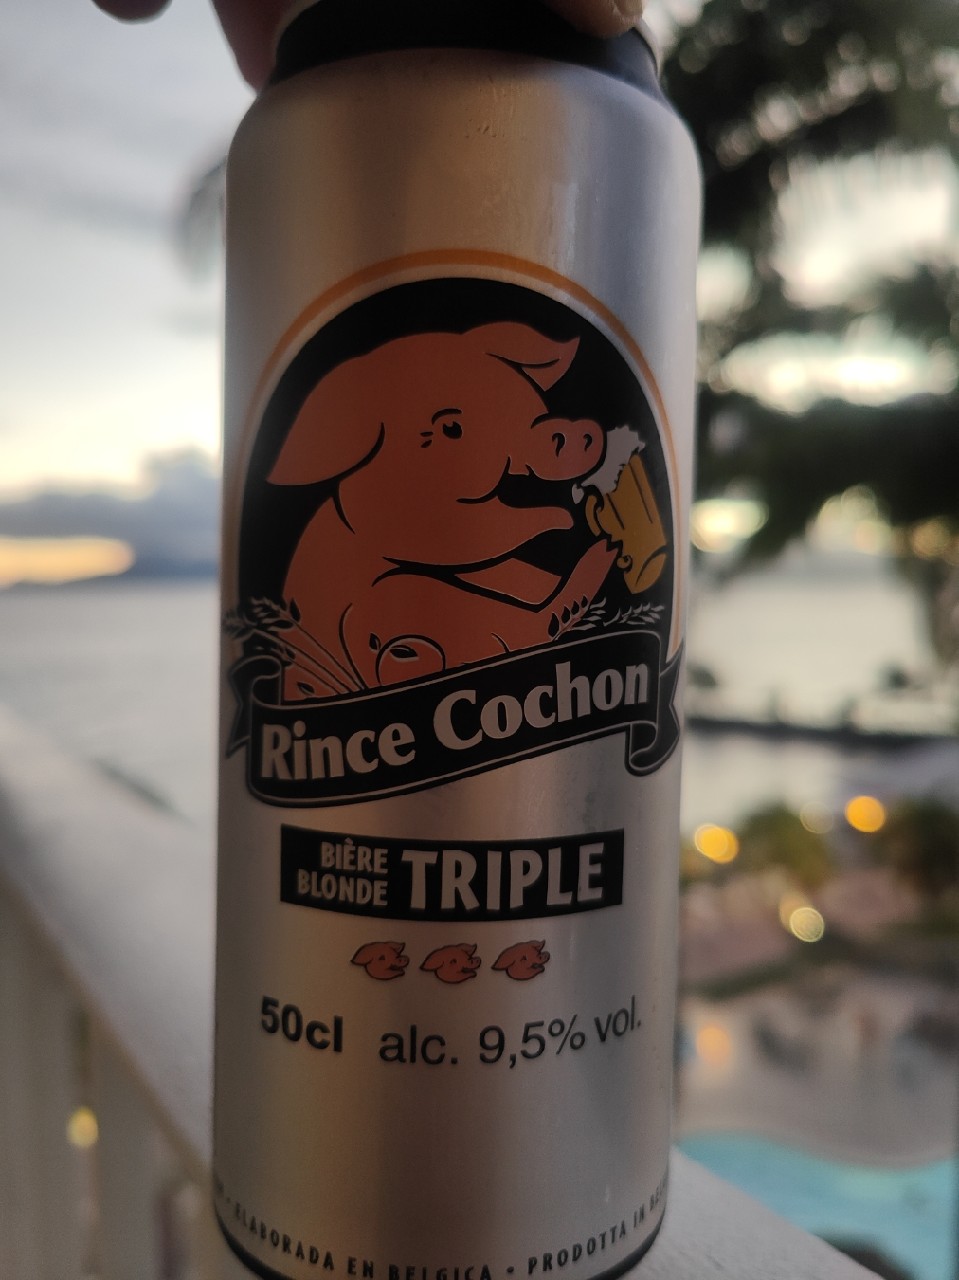 Rince Cochon
BIÈRE
BLONDE TRIPLE
50cl alc. 9,5% vol.
• ELABORADA EN BELGICA • PRODOTTA IN